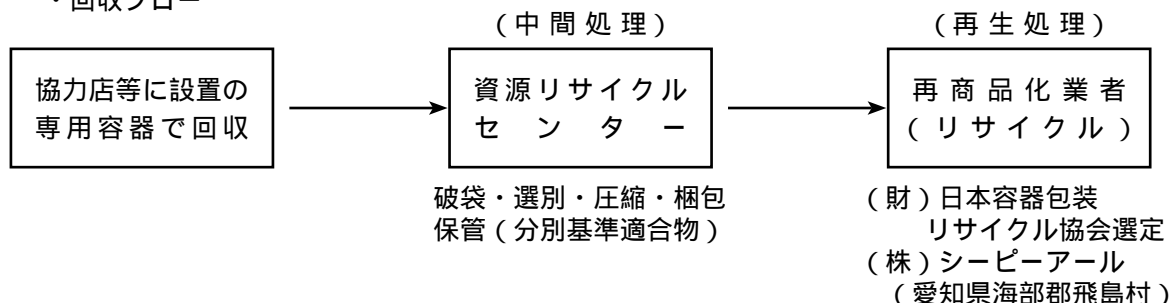 ・回収フロー
(中間処理)
(再生処理)
協力店等に設置の
専用容器で回収
資源リサイクル
センター
再商品化業者
(リサイクル)
破袋・選別・圧縮・梱包
保管(分別基準適合物)
(財)日本容器包装
リサイクル協会選定
(株)シーピーアール
(愛知県海部郡飛島村)